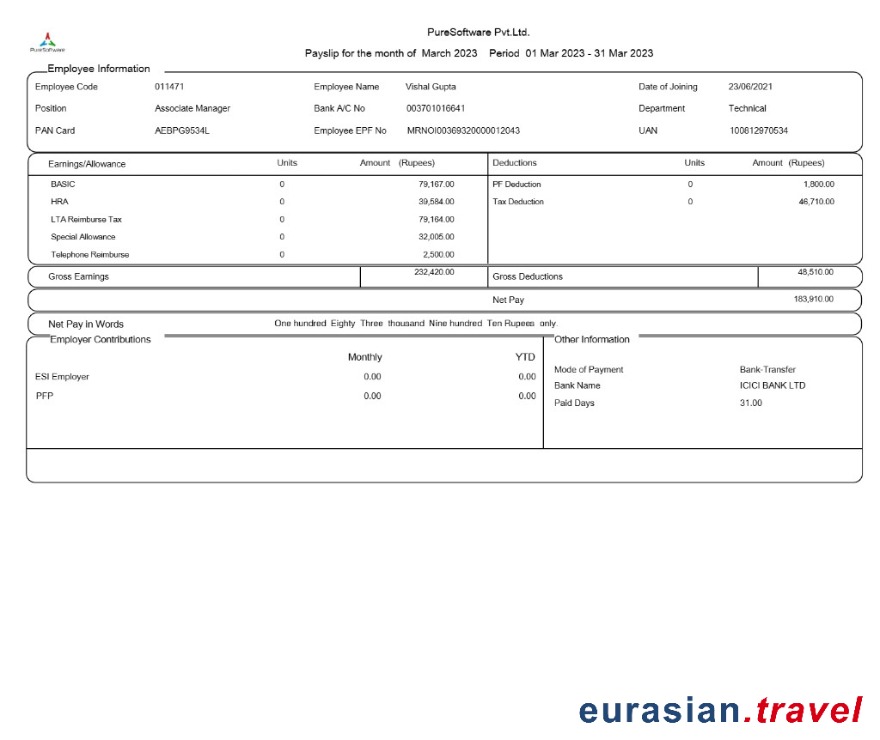 PureSoftware Pvt.Ltd.
PureSoftware
Payslip for the month of March 2023 Period 01 Mar 2023 - 31 Mar 2023
Employee Information
Employee Code 011471 Employee Name Vishal Gupta Date of Joining 23/06/2021
Position Associate Manager Bank A/C No 003701016641 Department Technical
PAN Card AEBPG9534L Employee EPF No MRNOI00369320000012043 UAN 100812970534
Earnings/Allowance Units Amount (Rupees) Deductions Units Amount (Rupees)
BASIC 0 79,167.00 PF Deduction 0 1,800.00
HRA 0 39,584.00 Tax Deduction 0 46,710.00
LTA Reimburse Tax 0 79,164.00
Special Allowance 0 32,005.00
Telephone Reimburse 0 2,500.00
Gross Earnings 232,420.00 Gross Deductions 48,510.00
Net Pay 183,910.00
Net Pay in Words One hundred Eighty Three thousand Nine hundred Ten Rupees only.
Employer Contributions Other Information
Monthly YTD
ESI Employer 0.00 0.00
PFP 0.00 0.00
Mode of Payment Bank-Transfer
Bank Name ICICI BANK LTD
Paid Days 31.00
eurasian.travel